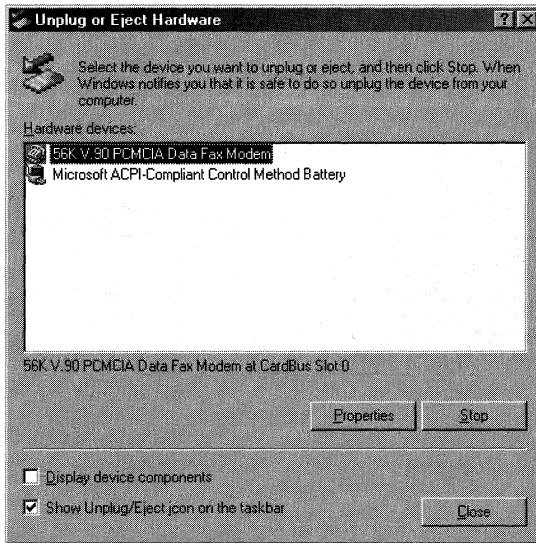 Unplug or Eject Hardware
Select the device you want to unplug or eject, and then click Stop. When
Windows notifies you that it is safe to do so unplug the device from your
computer.
Hardware devices:
56K V.90 PCMCIA Data Fax Modem
Microsoft ACPI-Compliant Control Method Battery
56K V.90 PCMCIA Data Fax Modem at CardBus Slot 0
Properties
Stop
Display device components
Show Unplug/Eject icon on the taskbar
Close